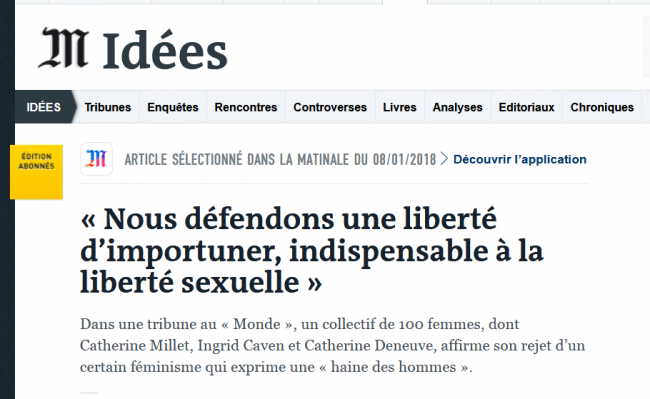 M Idées
IDÉES Tribunes Enquêtes Rencontres Controverses Livres Analyses Editoriaux Chroniques
ÉDITION
ABONNÉS
M ARTICLE SÉLECTIONNÉ DANS LA MATINALE DU 08/01/2018 > Découvrir l’application
« Nous défendons une liberté
d’importuner, indispensable à la
liberté sexuelle »
Dans une tribune au « Monde », un collectif de 100 femmes, dont
Catherine Millet, Ingrid Caven et Catherine Deneuve, affirme son rejet d’un
certain féminisme qui exprime une « haine des hommes ».